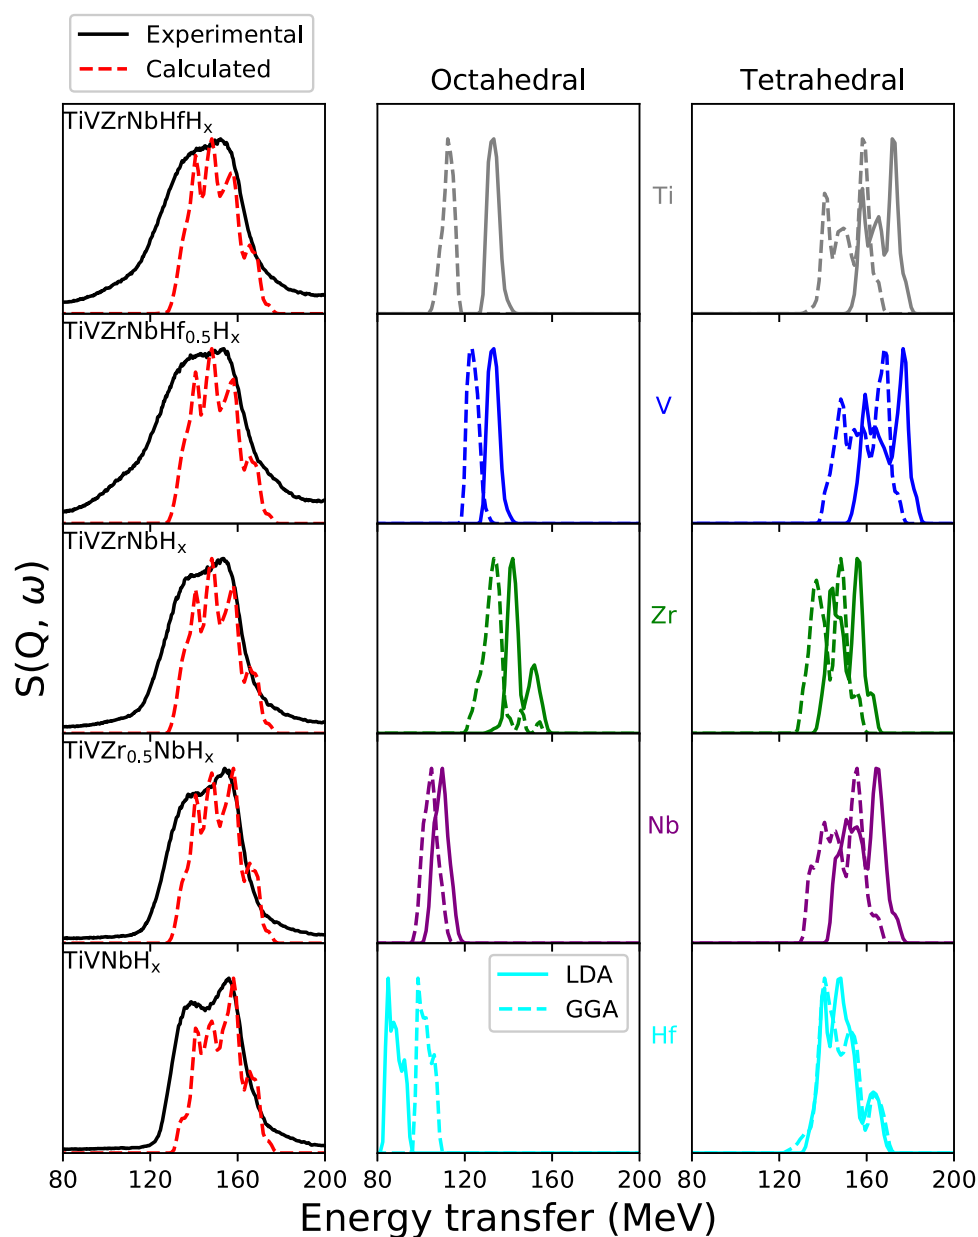 Experimental
Calculated
Octahedral
Tetrahedral
TiVZrNbHfHₓ
Ti
TiVZrNbHf₀.₅Hₓ
V
TiVZrNbHₓ
Zr
TiVZr₀.₅NbHₓ
Nb
TiVNbHₓ
LDA
GGA
Hf
S(Q, ω)
80 120 160 200 80 120 160 200 80 120 160 200
Energy transfer (MeV)